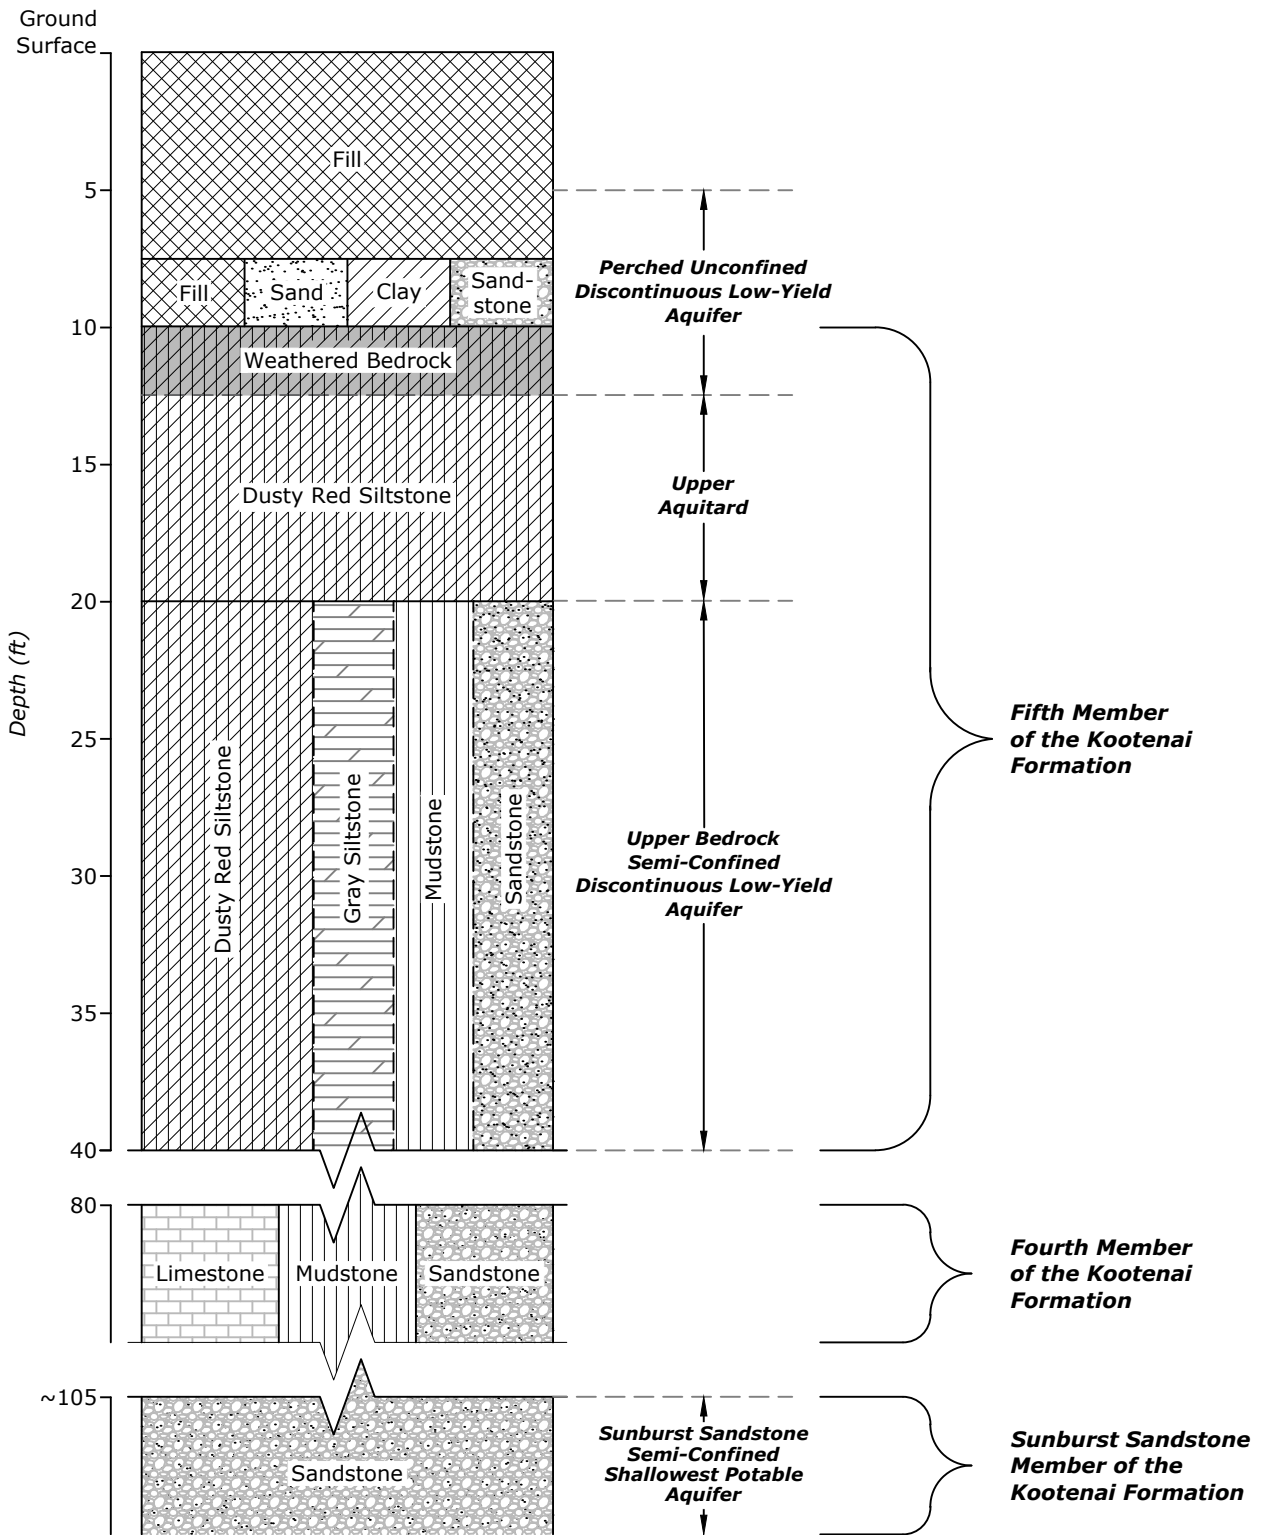 Ground
Surface
Fill
5
Perched Unconfined
Discontinuous Low-Yield
Aquifer
Fill
Sand
Clay
Sand-
stone
10
Weathered Bedrock
15
Dusty Red Siltstone
Upper
Aquitard
20
Depth (ft)
25
Fifth Member
of the Kootenai
Formation
Dusty Red Siltstone
Gray Siltstone
Mudstone
Sandstone
Upper Bedrock
Semi-Confined
Discontinuous Low-Yield
Aquifer
30
35
40
80
Limestone
Mudstone
Sandstone
Fourth Member
of the Kootenai
Formation
~105
Sandstone
Sunburst Sandstone
Semi-Confined
Shallowest Potable
Aquifer
Sunburst Sandstone
Member of the
Kootenai Formation